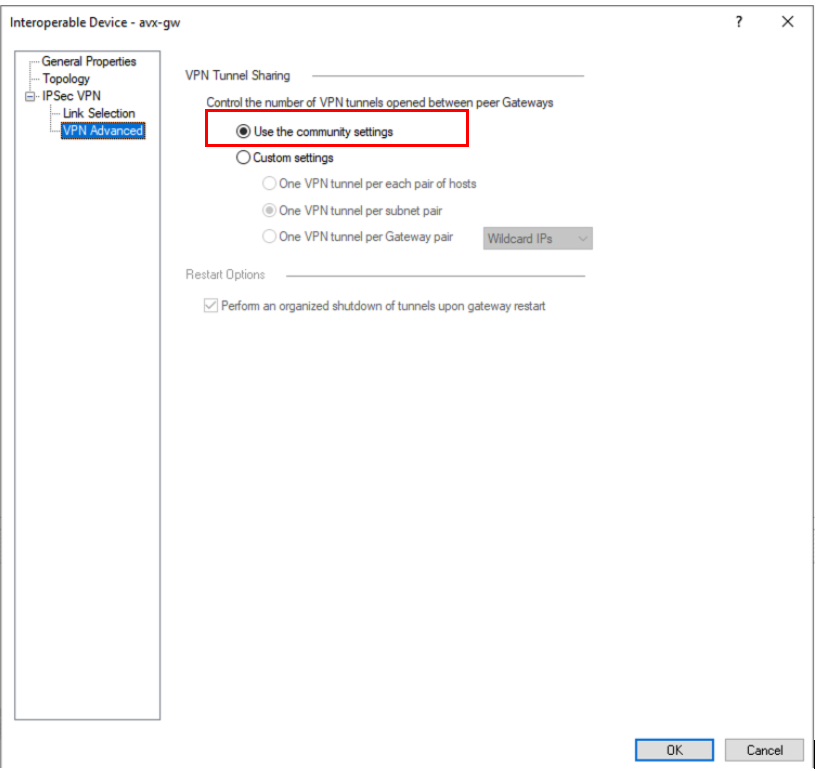 Interoperable Device - avx-gw
?
General Properties
Topology
IPSec VPN
Link Selection
VPN Advanced
VPN Tunnel Sharing
Control the number of VPN tunnels opened between peer Gateways
Use the community settings
Custom settings
One VPN tunnel per each pair of hosts
One VPN tunnel per subnet pair
One VPN tunnel per Gateway pair
Wildcard IPs
Restart Options
Perform an organized shutdown of tunnels upon gateway restart
OK
Cancel